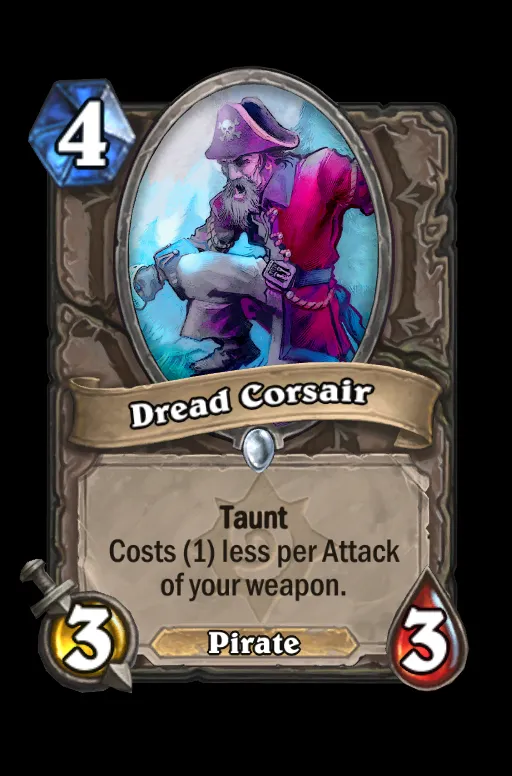 4
Dread Corsair
Taunt
Costs (1) less per Attack
of your weapon.
3
Pirate
3